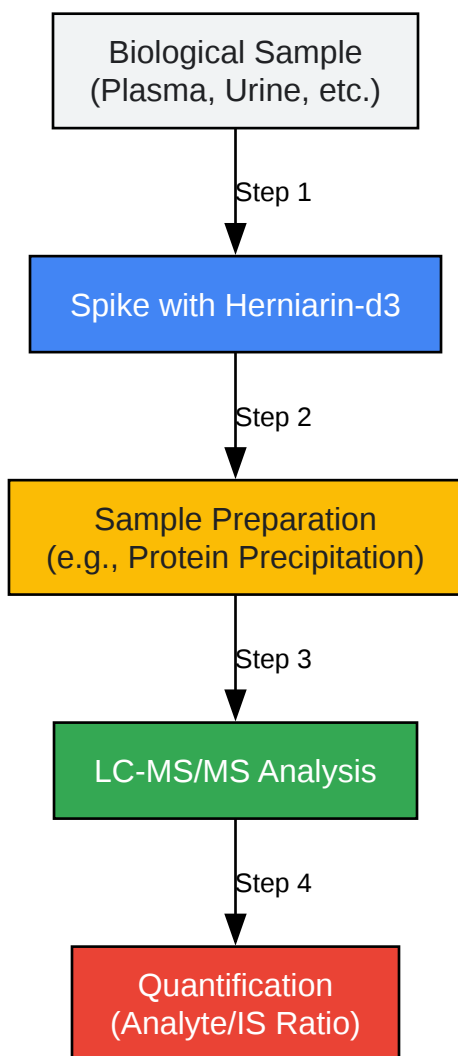 Biological Sample
(Plasma, Urine, etc.)
Step 1
Spike with Herniarin-d3
Step 2
Sample Preparation
(e.g., Protein Precipitation)
Step 3
LC-MS/MS Analysis
Step 4
Quantification
(Analyte/IS Ratio)